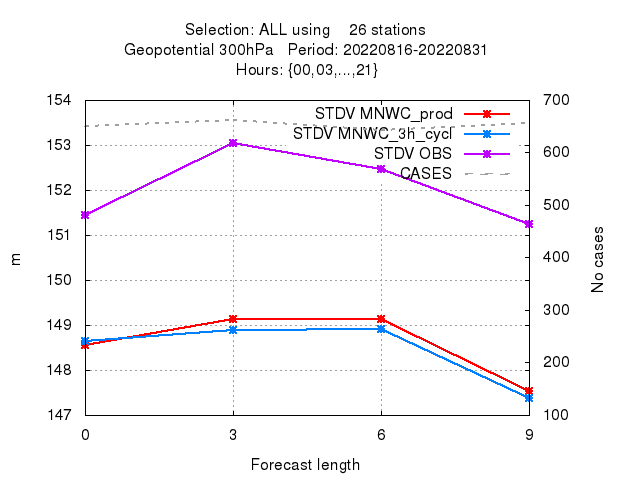 Selection: ALL using 26 stations
Geopotential 300hPa Period: 20220816-20220831
Hours: {00,03,...,21}
STDV MNWC_prod
STDV MNWC_3h_cycl
STDV OBS
CASES
154
153
152
151
150
149
148
147
m
700
600
500
400
300
200
100
No cases
0 3 6 9
Forecast length